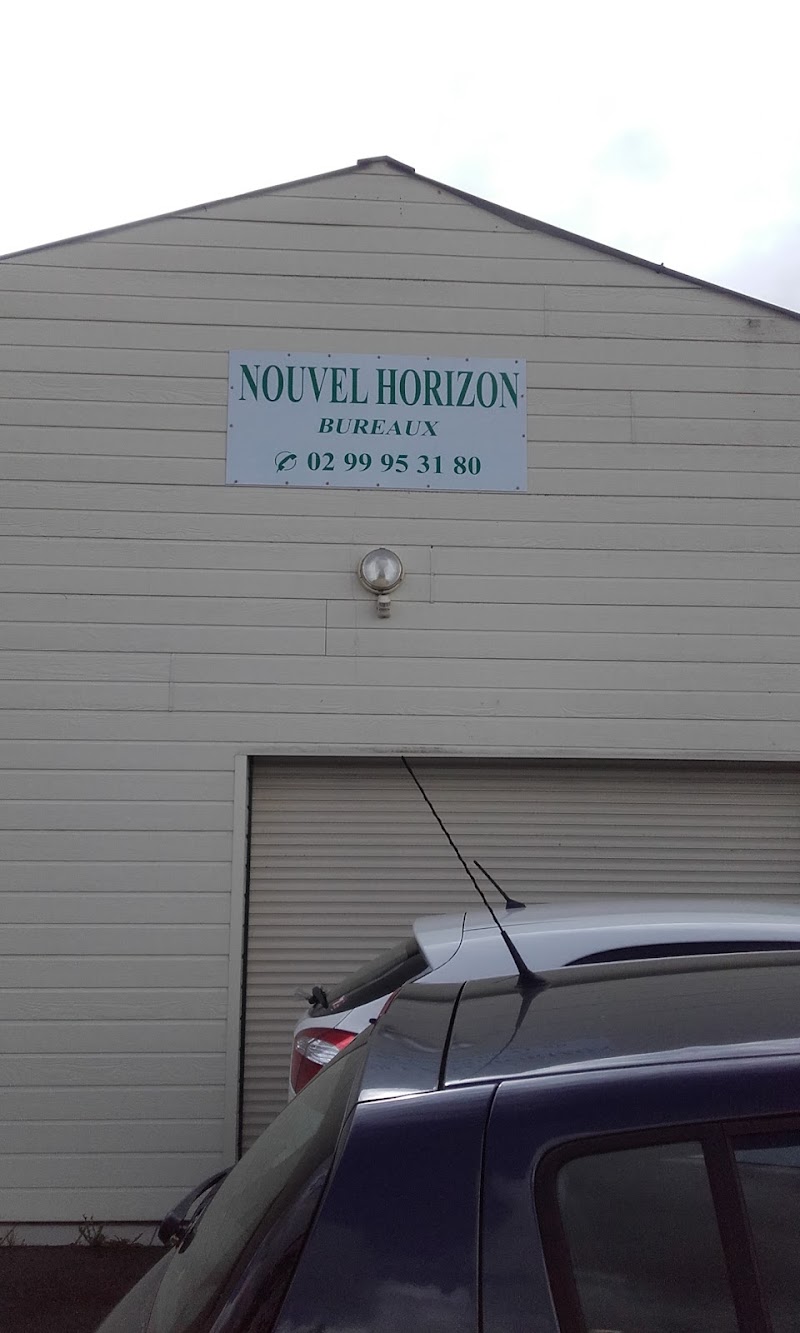 NOUVEL HORIZON
BUREAUX
✆ 02 99 95 31 80